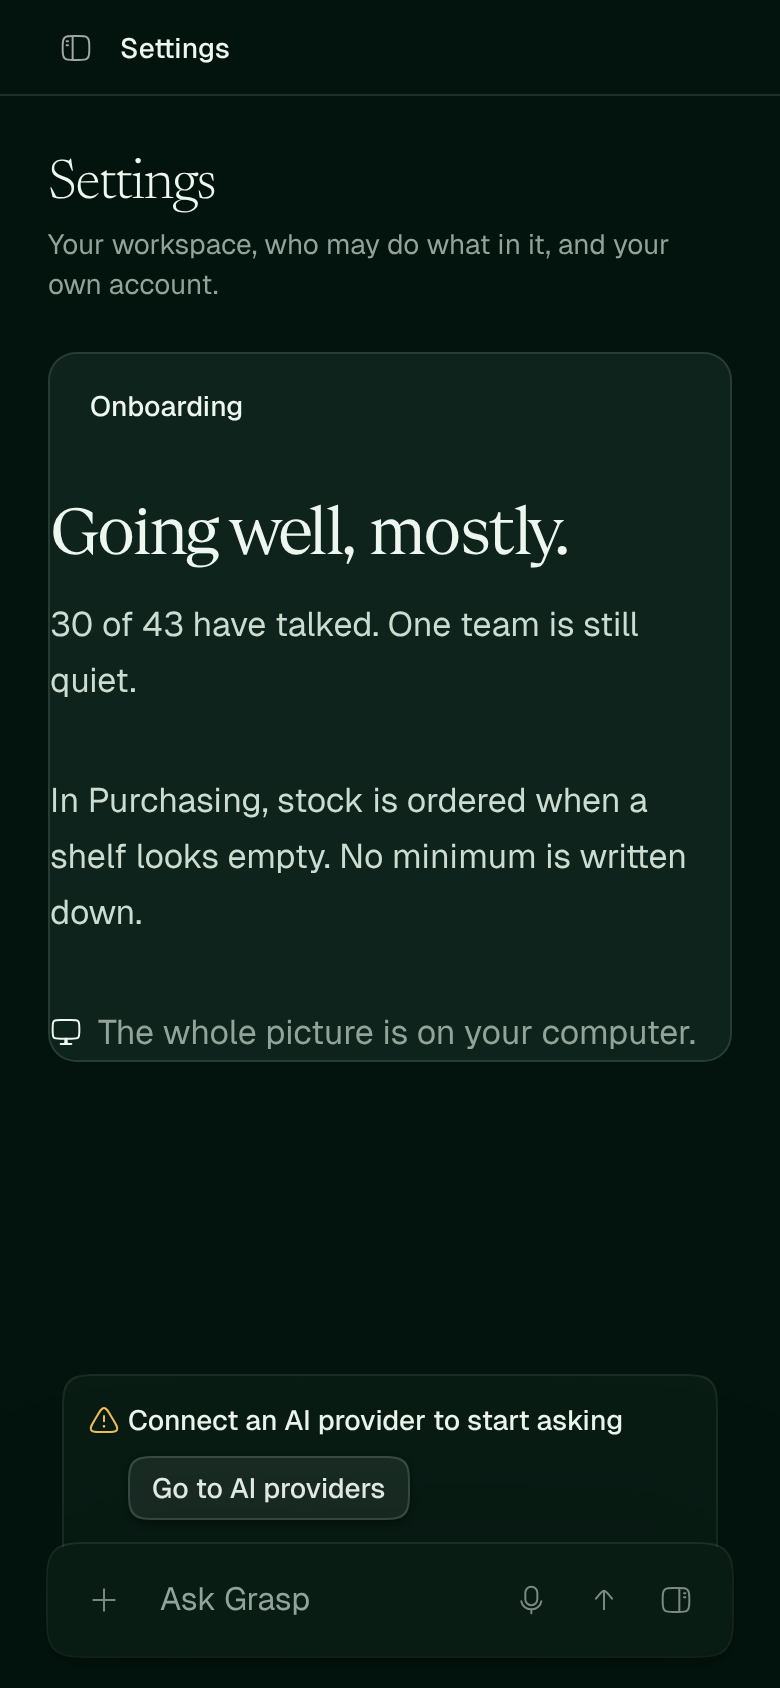 Settings
Settings
Your workspace, who may do what in it, and your
own account.
Onboarding
Going well, mostly.
30 of 43 have talked. One team is still
quiet.
In Purchasing, stock is ordered when a
shelf looks empty. No minimum is written
down.
The whole picture is on your computer.
Connect an AI provider to start asking
Go to AI providers
Ask Grasp